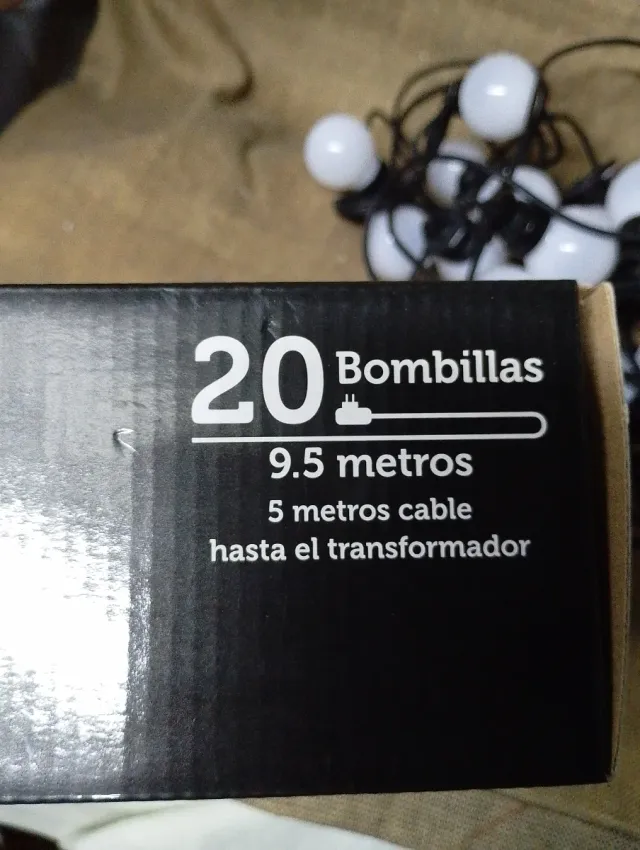 20 Bombillas
9.5 metros
5 metros cable
hasta el transformador